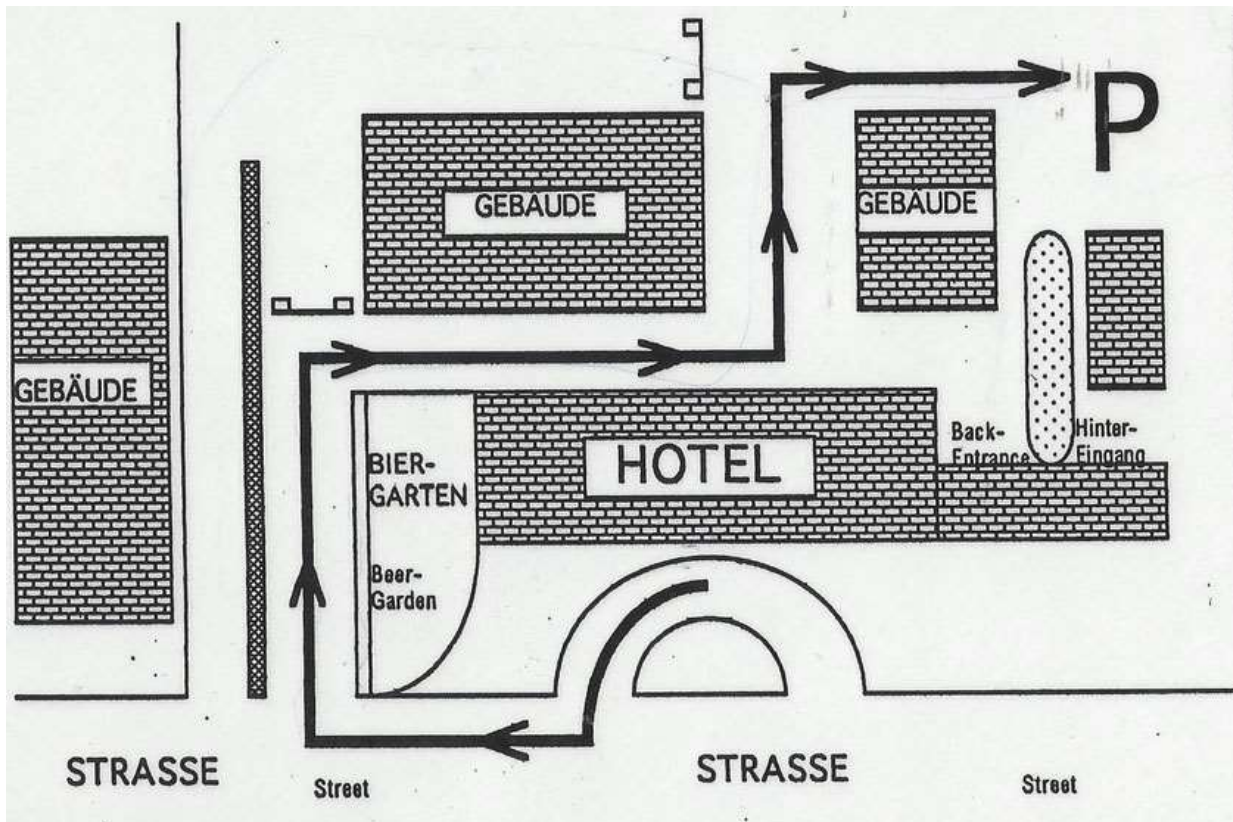 P
GEBÄUDE
GEBÄUDE
GEBÄUDE
BIER-
GARTEN
Beer-
Garden
HOTEL
Back-
Entrance
Hinter-
Eingang
STRASSE
Street
STRASSE
Street